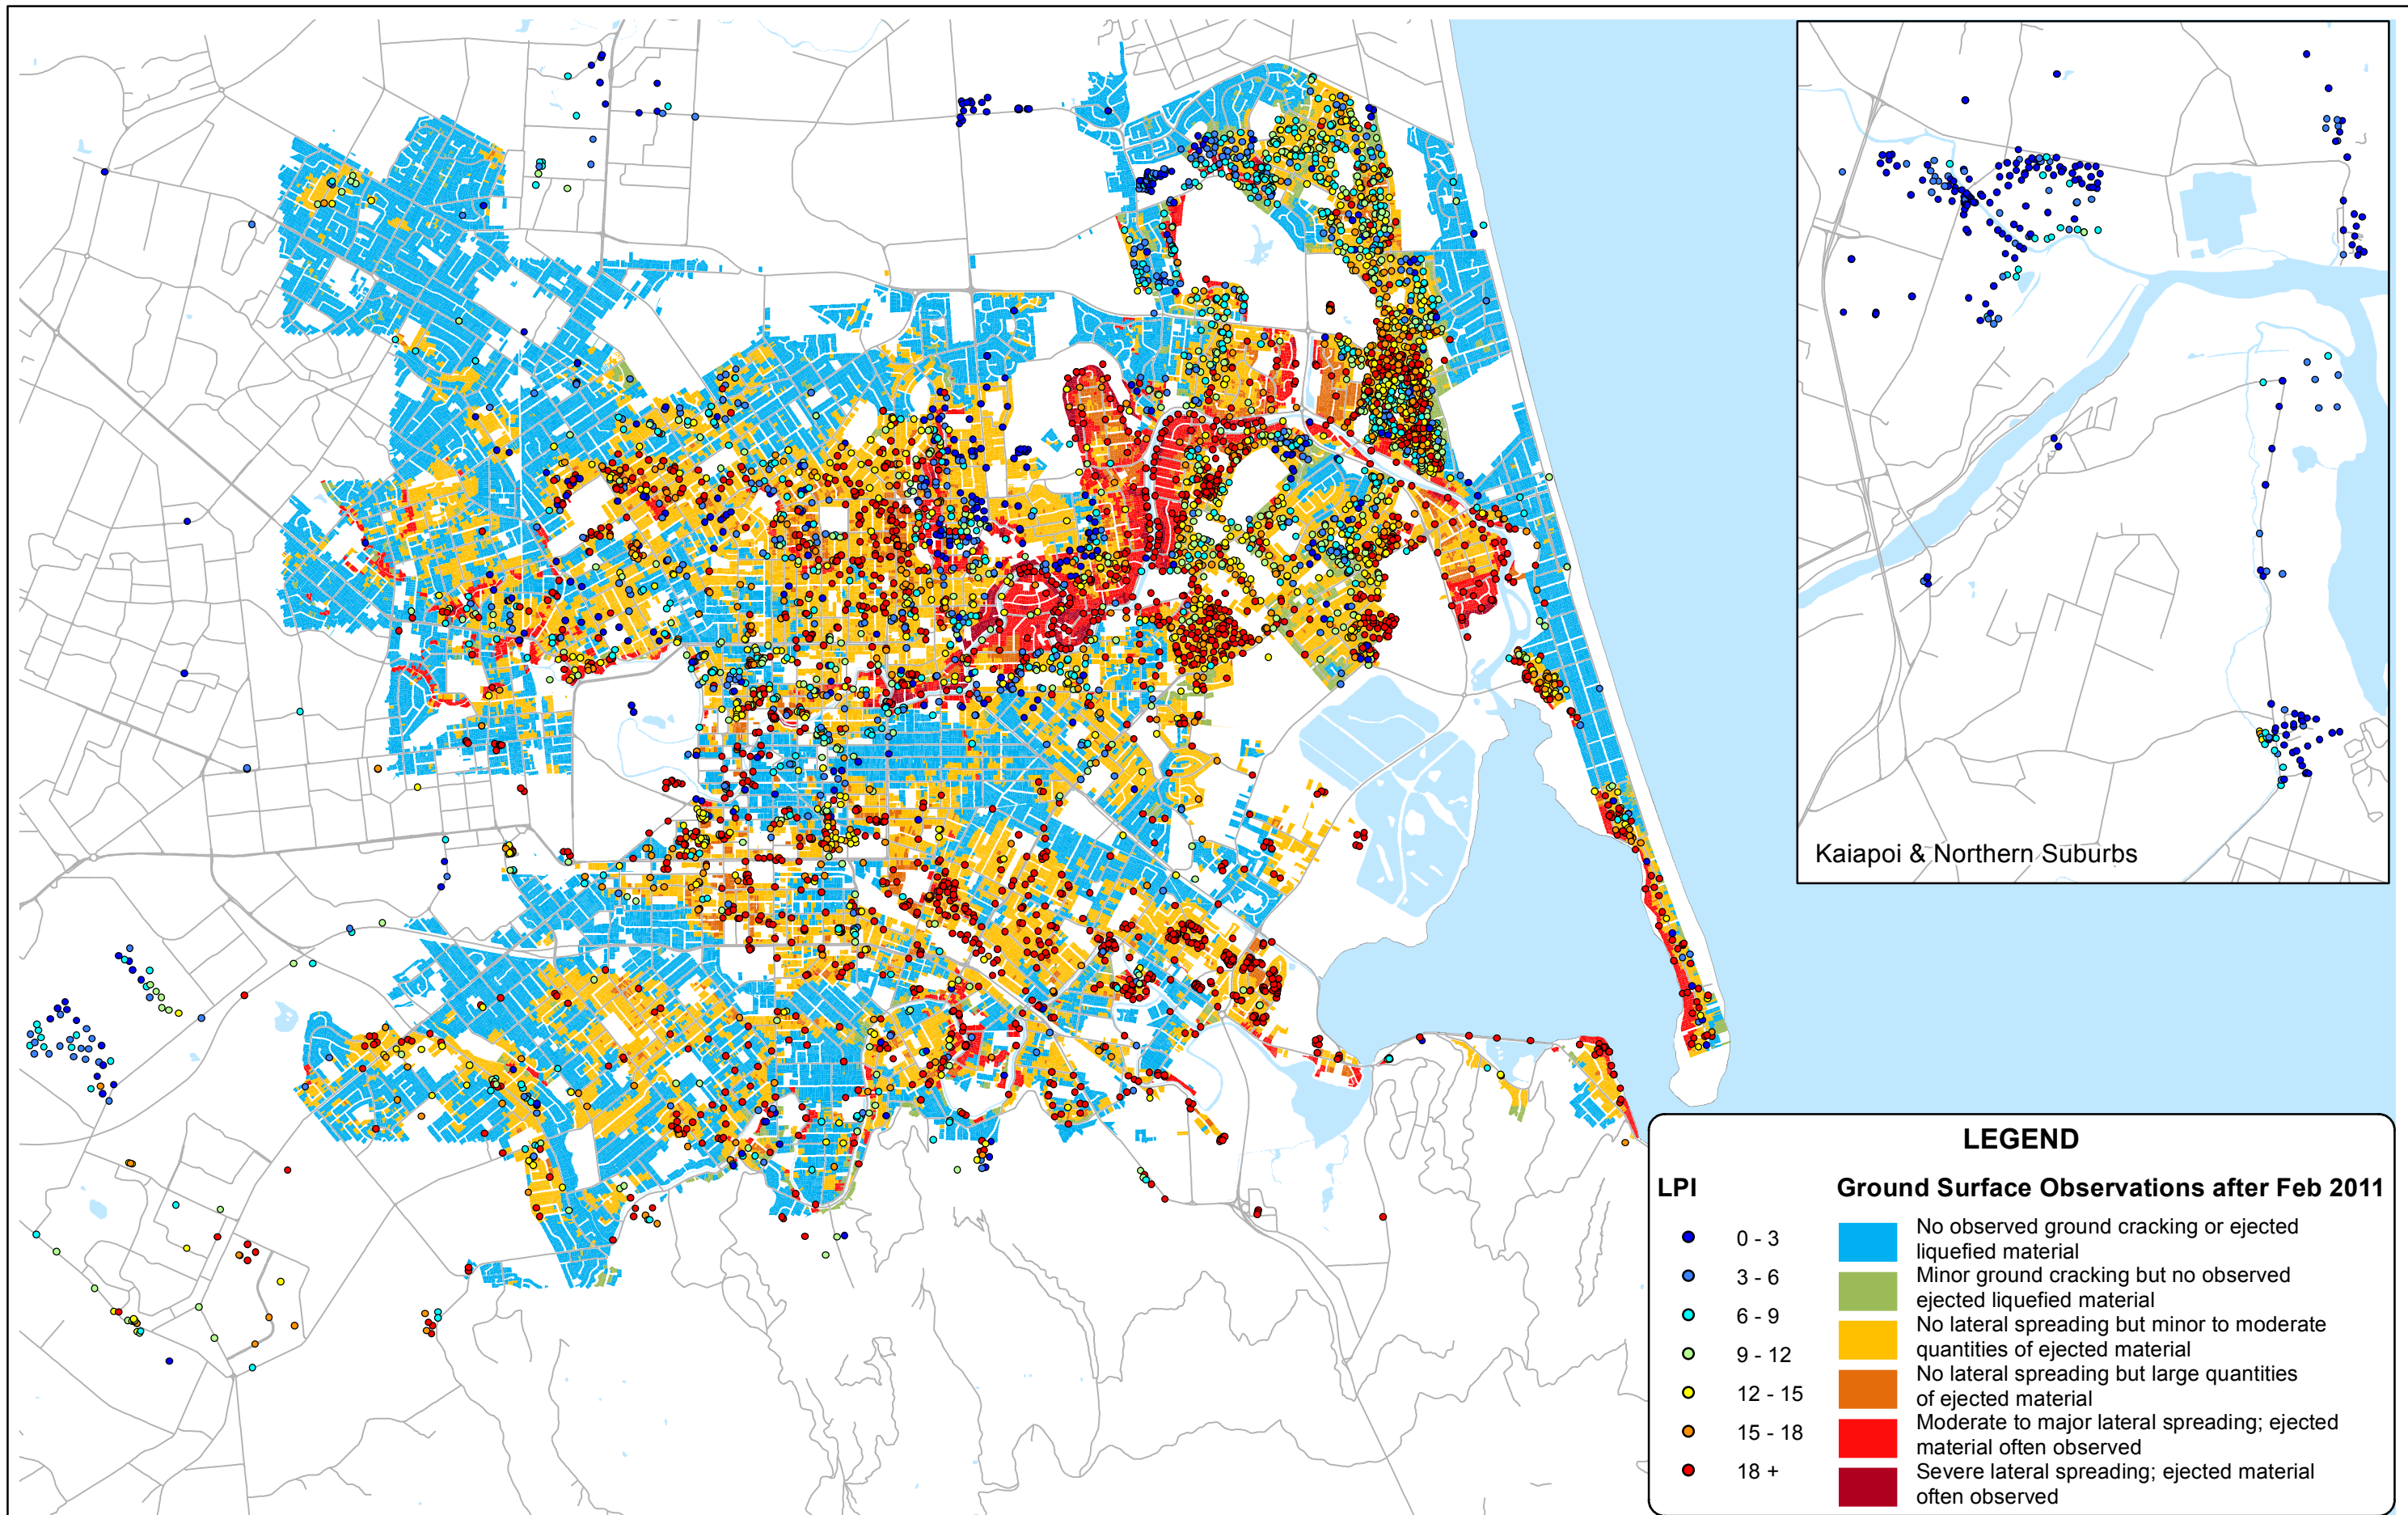 Kaiapoi & Northern Suburbs
LEGEND
LPI
Ground Surface Observations after Feb 2011
0 - 3
3 - 6
6 - 9
9 - 12
12 - 15
15 - 18
18 +
No observed ground cracking or ejected
liquefied material
Minor ground cracking but no observed
ejected liquefied material
No lateral spreading but minor to moderate
quantities of ejected material
No lateral spreading but large quantities
of ejected material
Moderate to major lateral spreading; ejected
material often observed
Severe lateral spreading; ejected material
often observed